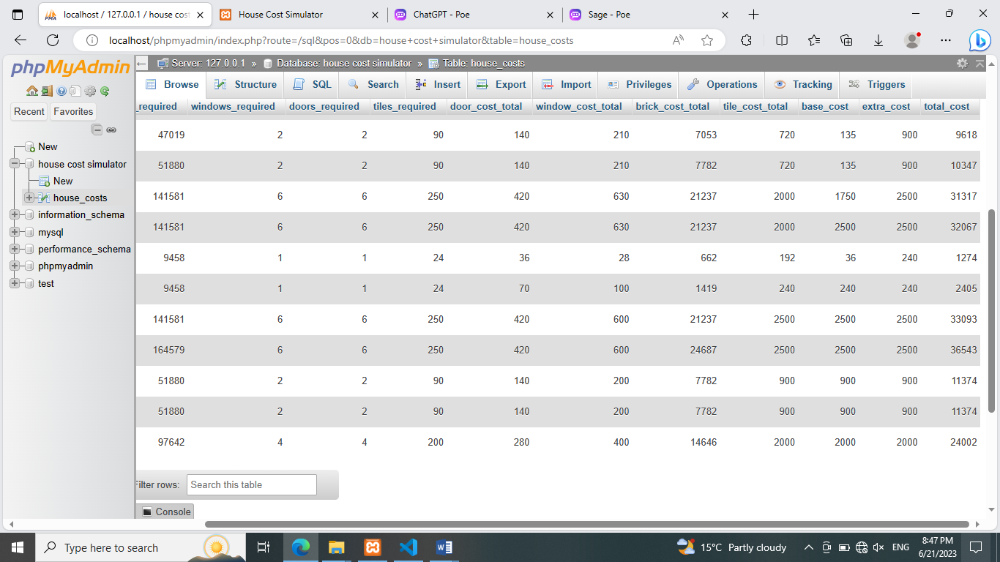 localhost / 127.0.0.1 / house cost
House Cost Simulator
ChatGPT - Poe
Sage - Poe
localhost/phpmyadmin/index.php?route=/sql&pos=0&db=house+cost+simulator&table=house_costs
phpMyAdmin
Server: 127.0.0.1 » Database: house cost simulator » Table: house_costs
Browse Structure SQL Search Insert Export Import Privileges Operations Tracking Triggers
Recent Favorites
New
house cost simulator
New
house_costs
information_schema
mysql
performance_schema
phpmyadmin
test
_required windows_required doors_required tiles_required door_cost_total window_cost_total brick_cost_total tile_cost_total base_cost extra_cost total_cost
47019 2 2 90 140 210 7053 720 135 900 9618
51880 2 2 90 140 210 7782 720 135 900 10347
141581 6 6 250 420 630 21237 2000 1750 2500 31317
141581 6 6 250 420 630 21237 2000 2500 2500 32067
9458 1 1 24 36 28 662 192 36 240 1274
9458 1 1 24 70 100 1419 240 240 240 2405
141581 6 6 250 420 600 21237 2500 2500 2500 33093
164579 6 6 250 420 600 24687 2500 2500 2500 36543
51880 2 2 90 140 200 7782 900 900 900 11374
51880 2 2 90 140 200 7782 900 900 900 11374
97642 4 4 200 280 400 14646 2000 2000 2000 24002
Filter rows: Search this table
Console
Type here to search
15°C Partly cloudy
ENG
8:47 PM
6/21/2023